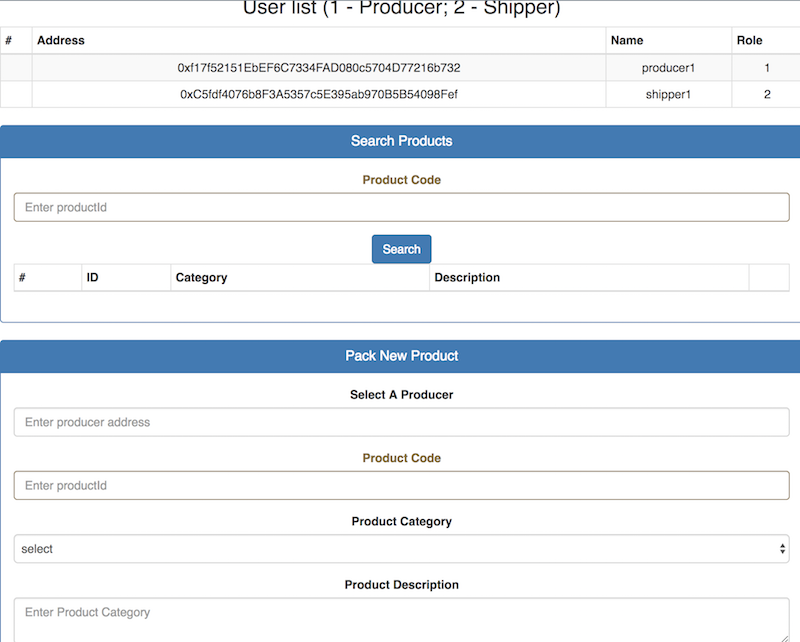 User list (1 - Producer; 2 - Shipper)
# Address Name Role
0xf17f52151EbEF6C7334FAD080c5704D77216b732 producer1 1
0xC5fdf4076b8F3A5357c5E395ab970B5B54098Fef shipper1 2
Search Products
Product Code
Enter productId
Search
# ID Category Description
Pack New Product
Select A Producer
Enter producer address
Product Code
Enter productId
Product Category
select
Product Description
Enter Product Category